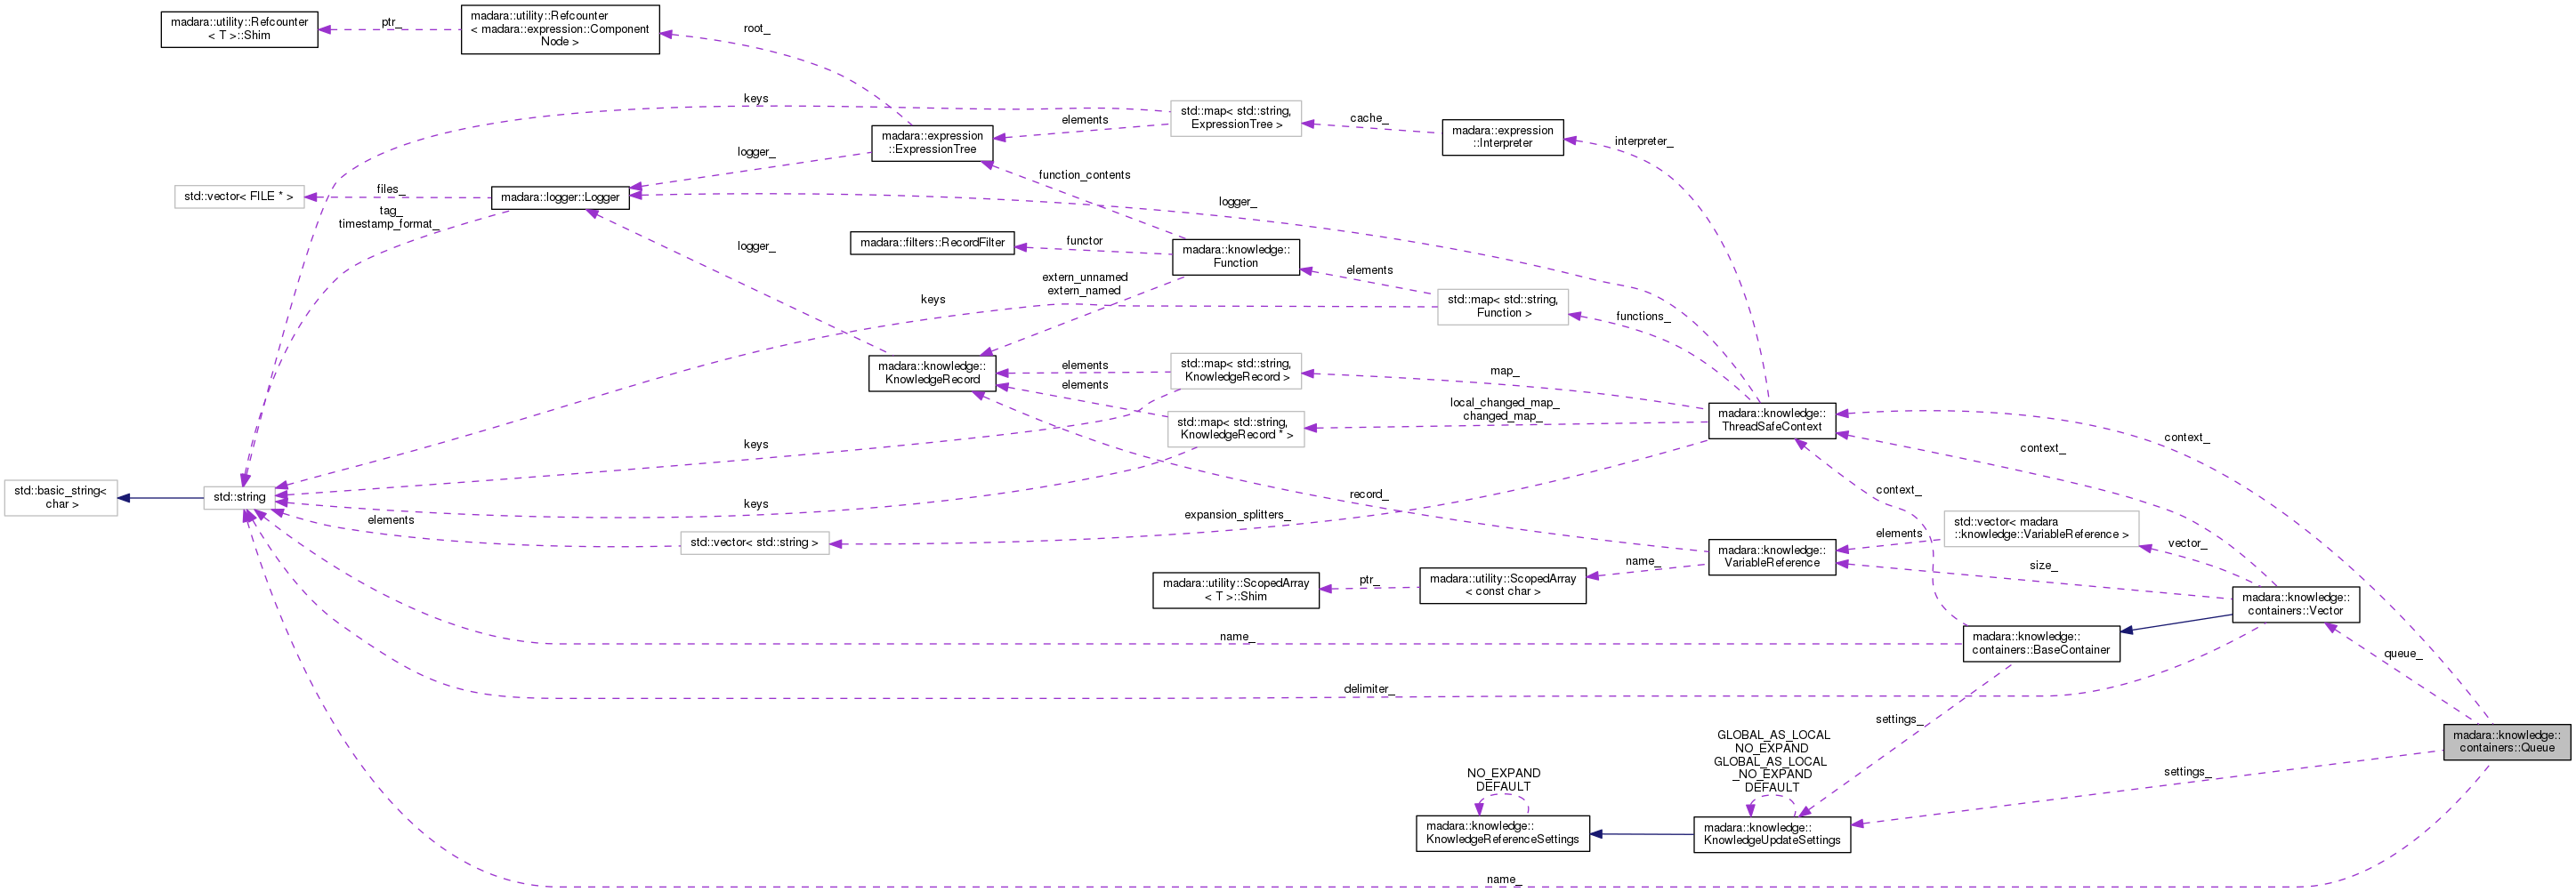 madara::utility::Refcounter
< T >::Shim
ptr_
madara::utility::Refcounter
< madara::expression::Component
Node >
root_
keys
std::map< std::string,
ExpressionTree >
elements
cache_
madara::expression
::Interpreter
interpreter_
madara::expression
::ExpressionTree
logger_
function_contents
std::vector< FILE * >
files_
madara::logger::Logger
tag_
timestamp_format_
logger_
logger_
madara::filters::RecordFilter
functor
madara::knowledge::
Function
extern_unnamed
extern_named
elements
keys
std::map< std::string,
Function >
functions_
madara::knowledge::
KnowledgeRecord
elements
std::map< std::string,
KnowledgeRecord >
map_
elements
std::map< std::string,
KnowledgeRecord * >
local_changed_map_
changed_map_
madara::knowledge::
ThreadSafeContext
keys
keys
context_
context_
context_
std::basic_string<
char >
std::string
elements
std::vector< std::string >
expansion_splitters_
record_
madara::knowledge::
VariableReference
elements
std::vector< madara
::knowledge::VariableReference >
vector_
size_
name_
madara::utility::ScopedArray
< T >::Shim
ptr_
madara::utility::ScopedArray
< const char >
madara::knowledge::
containers::Vector
name_
madara::knowledge::
containers::BaseContainer
delimiter_
queue_
settings_
madara::knowledge::
containers::Queue
settings_
GLOBAL_AS_LOCAL
NO_EXPAND
GLOBAL_AS_LOCAL
_NO_EXPAND
DEFAULT
NO_EXPAND
DEFAULT
madara::knowledge::
KnowledgeReferenceSettings
madara::knowledge::
KnowledgeUpdateSettings
name_